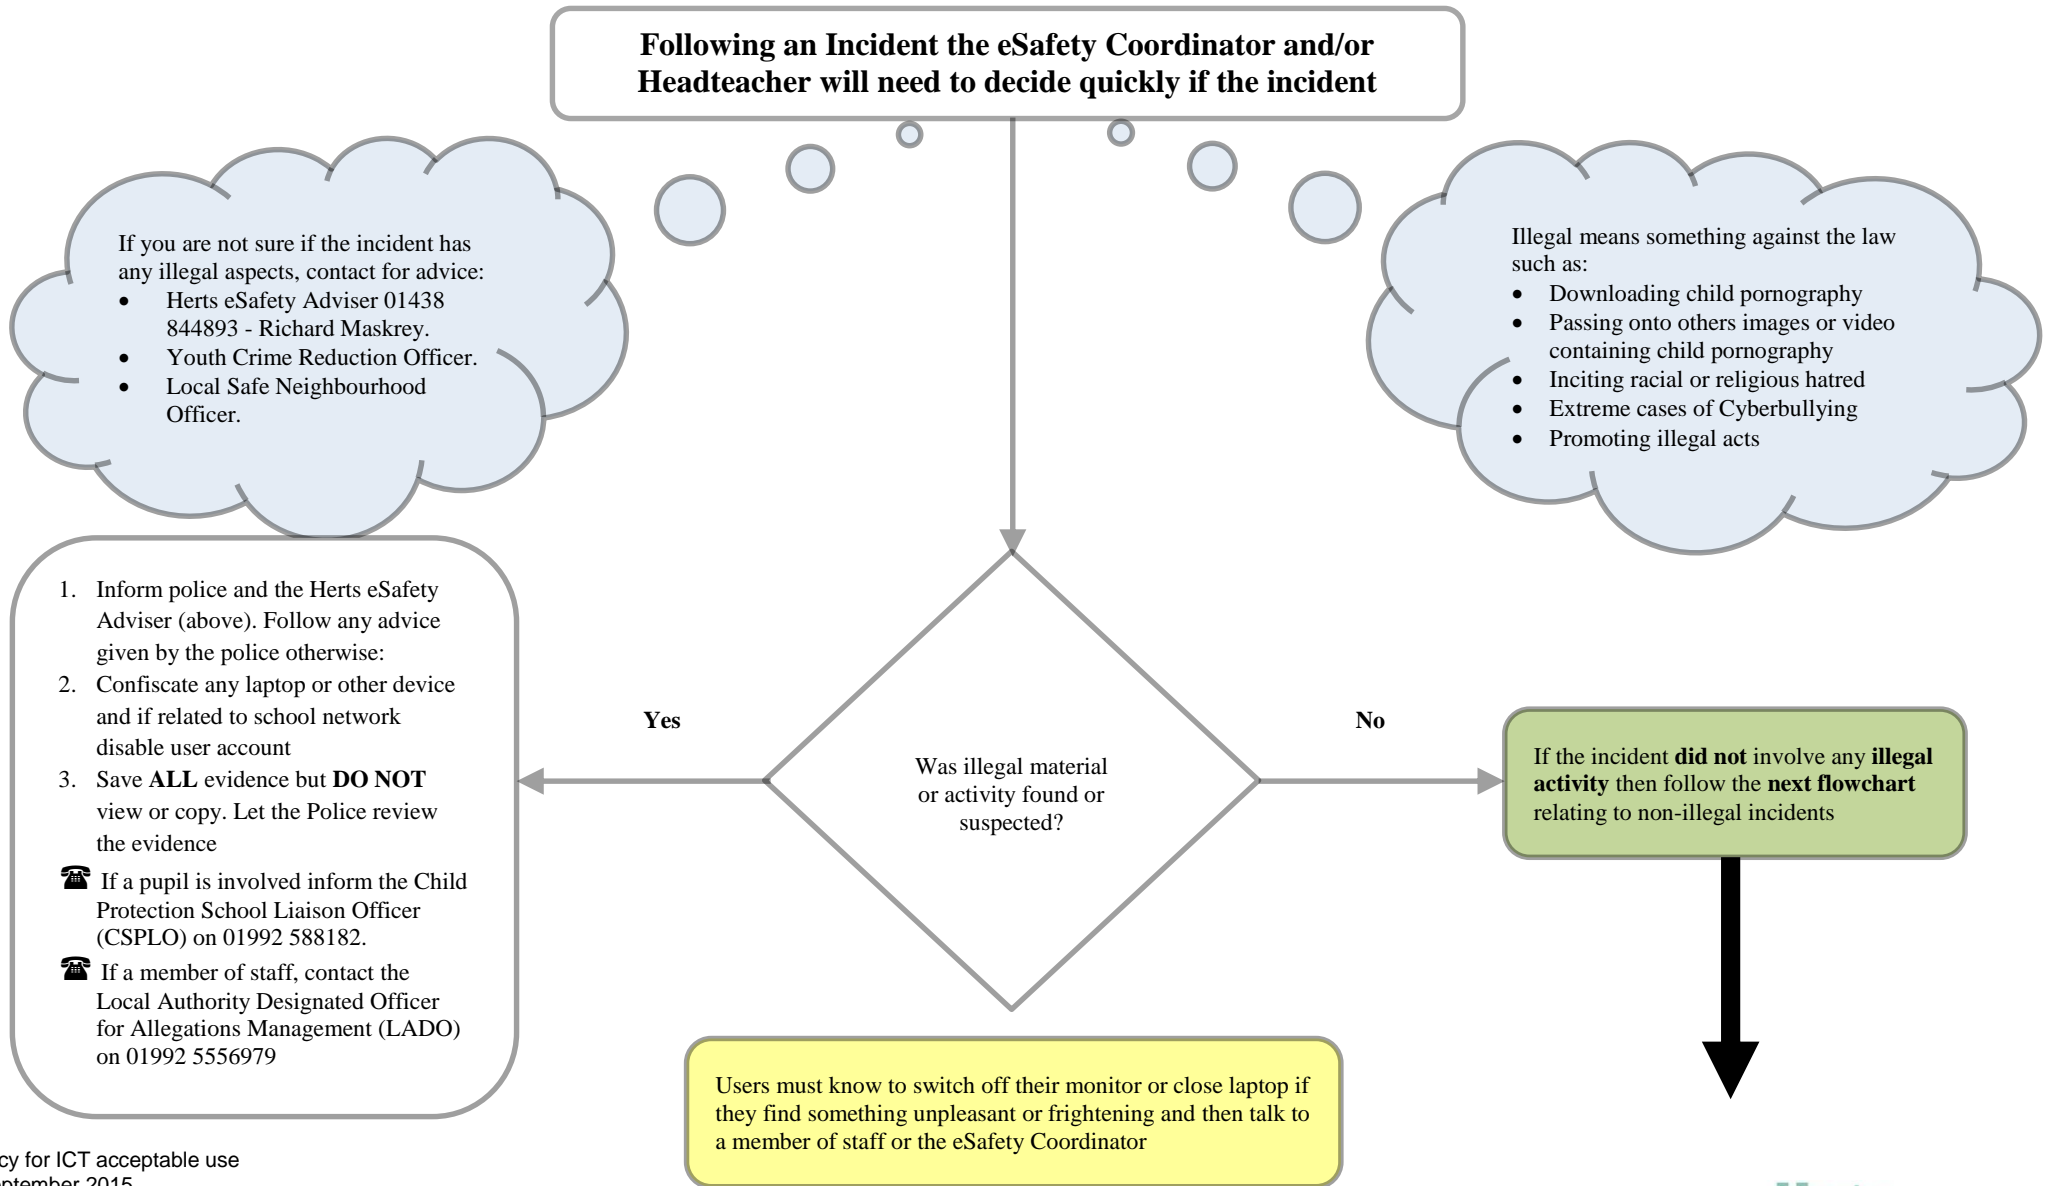 Following an Incident the eSafety Coordinator and/or
Headteacher will need to decide quickly if the incident
If you are not sure if the incident has
any illegal aspects, contact for advice:
• Herts eSafety Adviser 01438
844893 - Richard Maskrey.
• Youth Crime Reduction Officer.
• Local Safe Neighbourhood
Officer.
Illegal means something against the law
such as:
• Downloading child pornography
• Passing onto others images or video
containing child pornography
• Inciting racial or religious hatred
• Extreme cases of Cyberbullying
• Promoting illegal acts
1. Inform police and the Herts eSafety
Adviser (above). Follow any advice
given by the police otherwise:
2. Confiscate any laptop or other device
and if related to school network
disable user account
3. Save ALL evidence but DO NOT
view or copy. Let the Police review
the evidence
☎ If a pupil is involved inform the Child
Protection School Liaison Officer
(CSPLO) on 01992 588182.
☎ If a member of staff, contact the
Local Authority Designated Officer
for Allegations Management (LADO)
on 01992 5556979
Yes
Was illegal material
or activity found or
suspected?
No
If the incident did not involve any illegal
activity then follow the next flowchart
relating to non-illegal incidents
Users must know to switch off their monitor or close laptop if
they find something unpleasant or frightening and then talk to
a member of staff or the eSafety Coordinator
cy for ICT acceptable use
eptember 2015